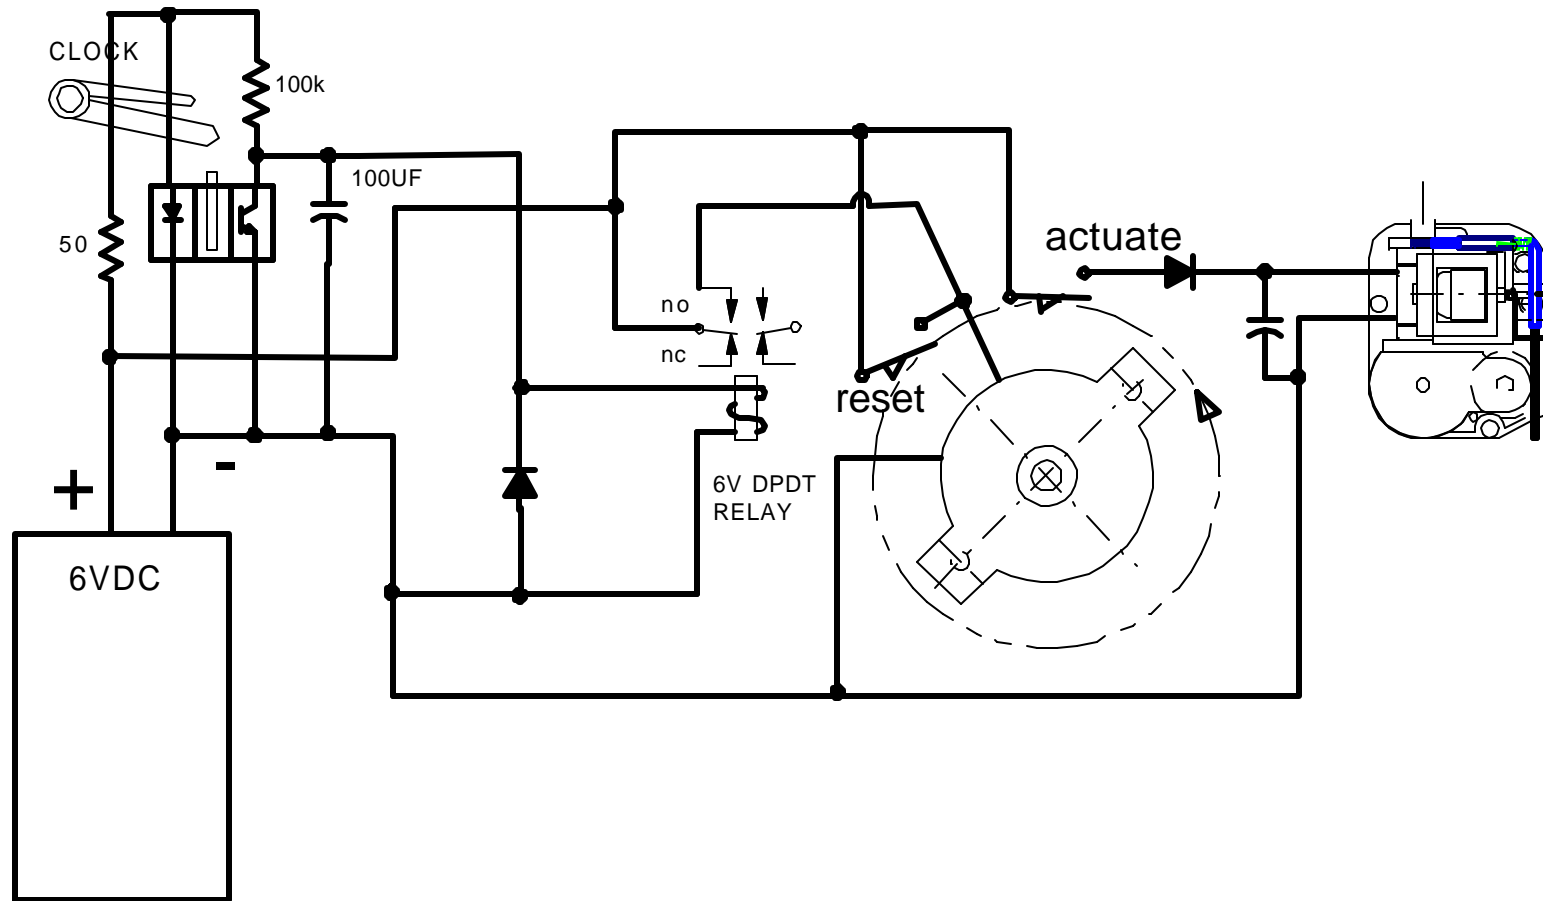 CLOCK
100k
100UF
50
actuate
no
nc
reset
+
-
6V DPDT
RELAY
6VDC